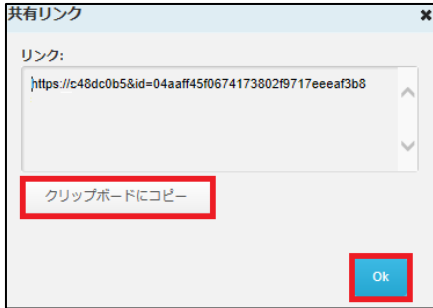 共有リンク
リンク:
https://c48dc0b5&id=04aaff45f0674173802f9717eeeaf3b8
クリップボードにコピー
Ok